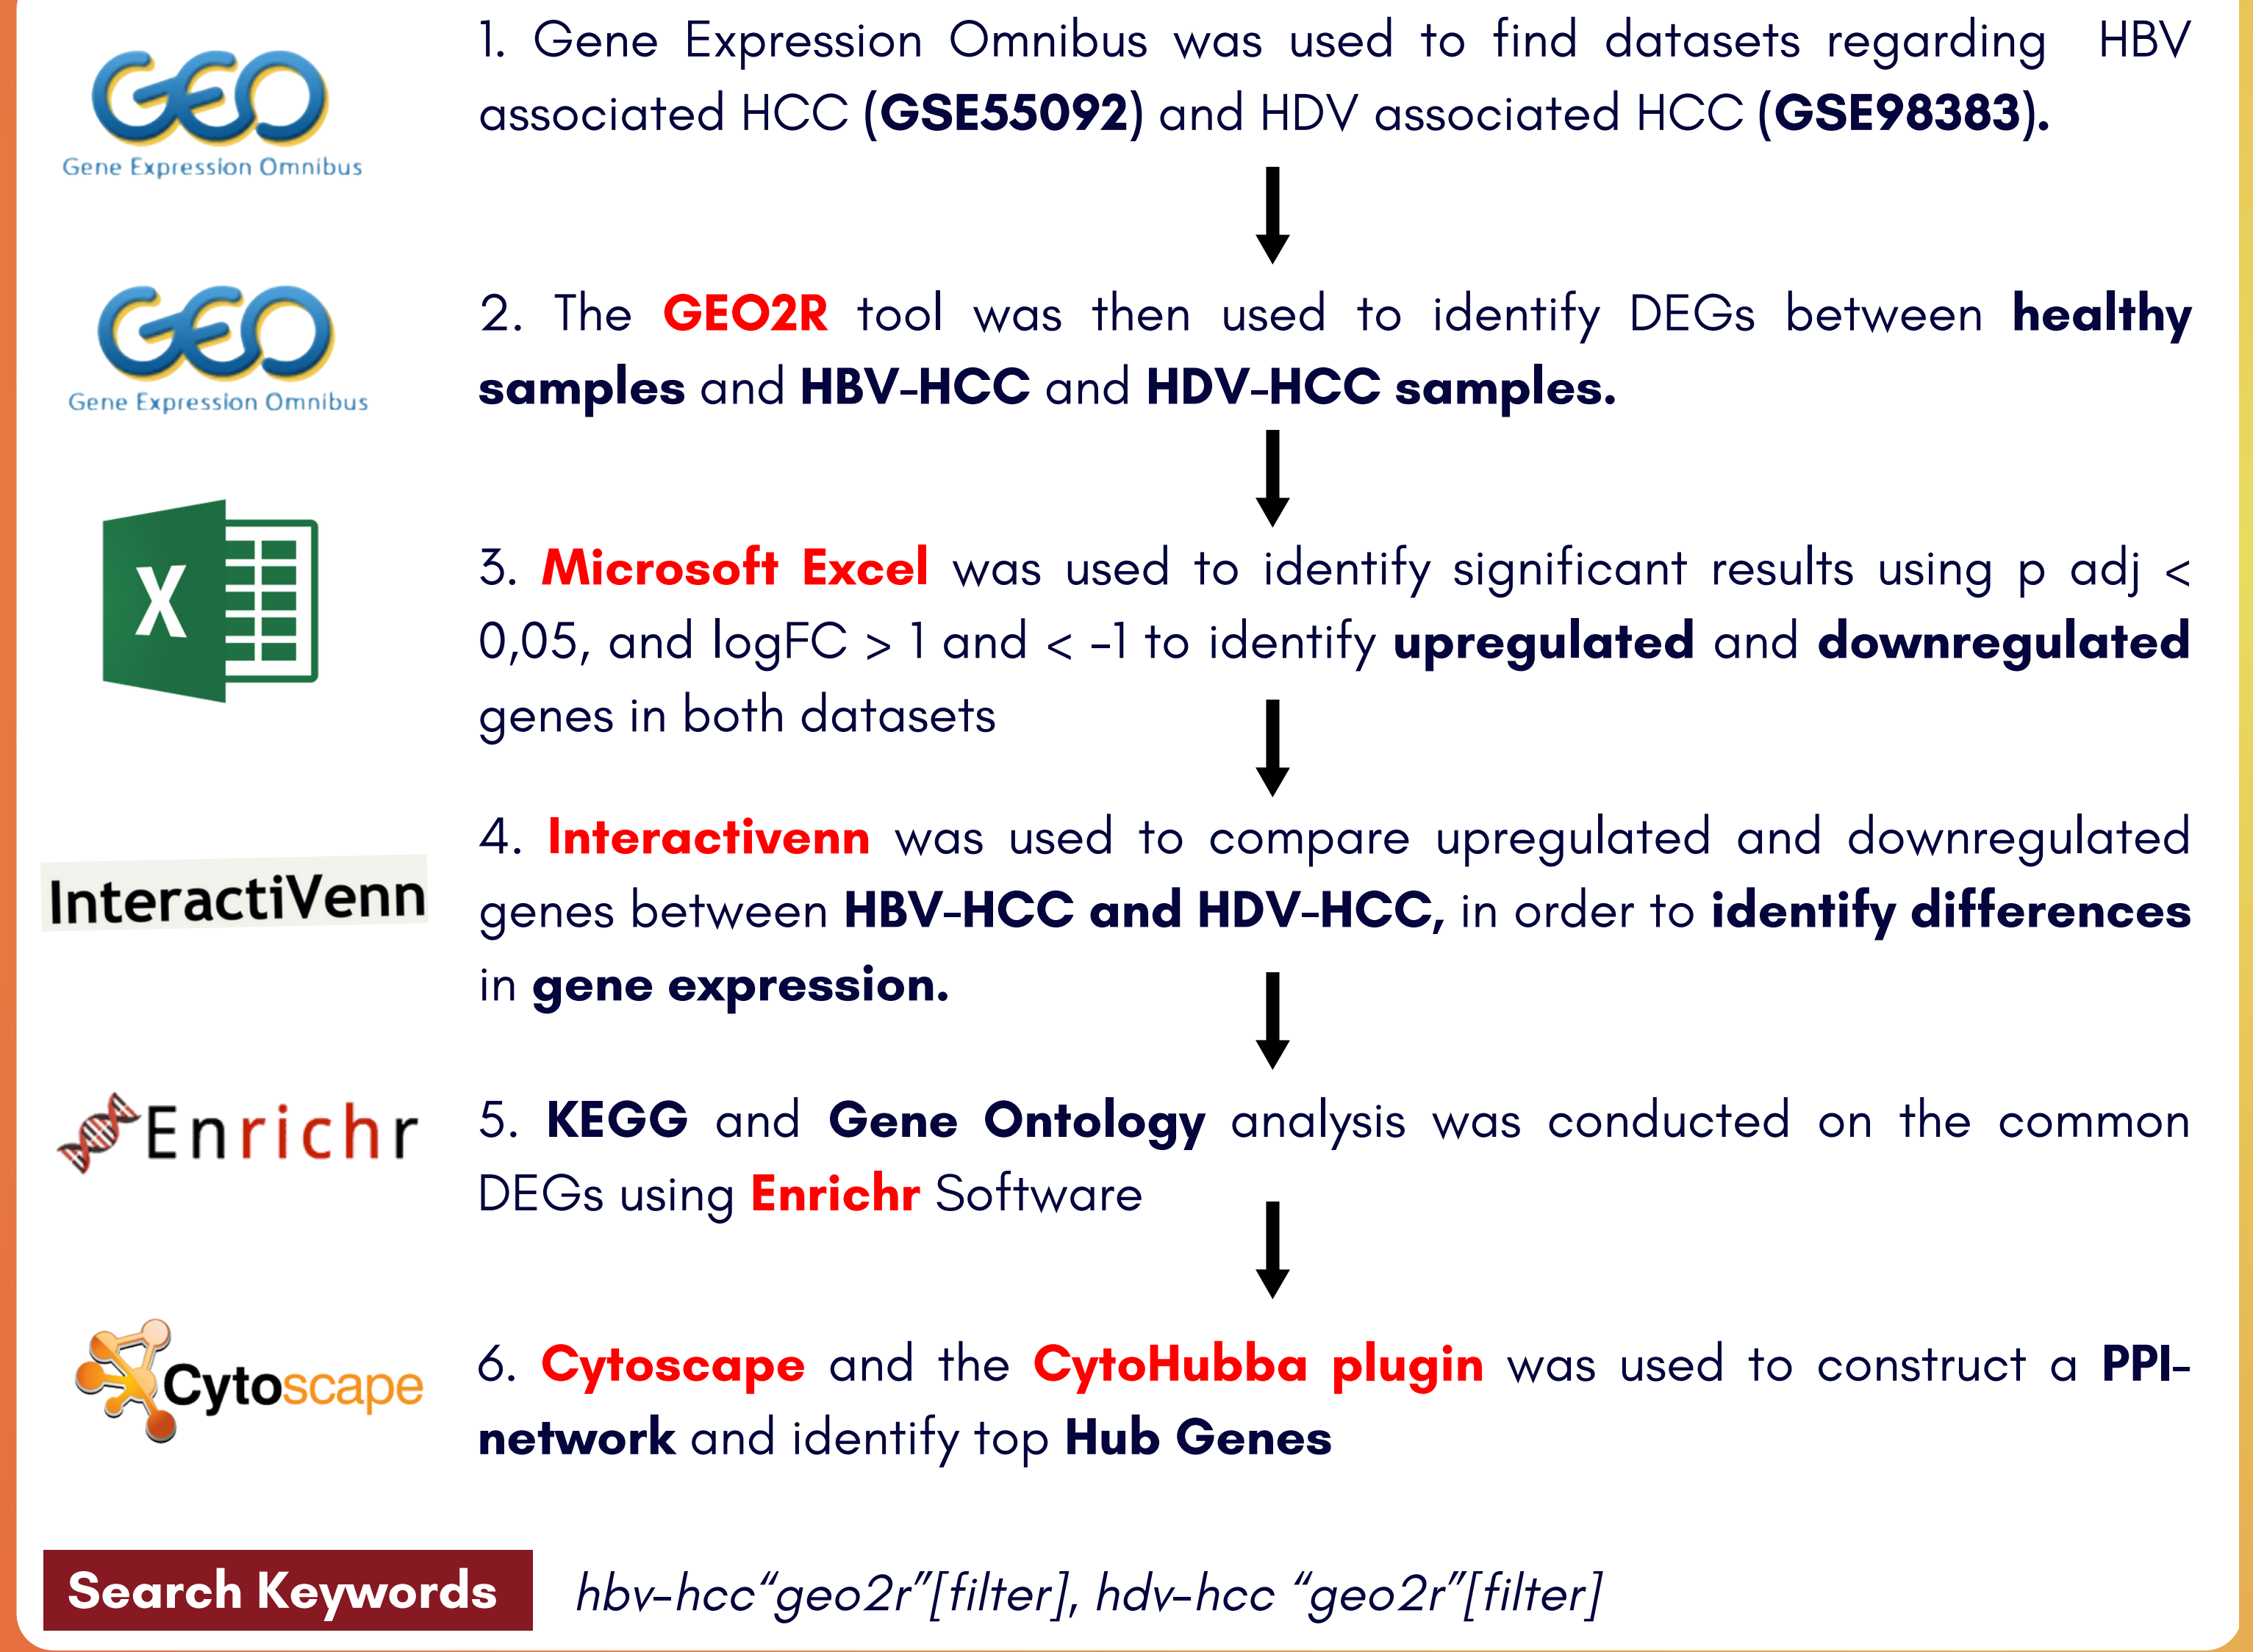 GEO
Gene Expression Omnibus
1. Gene Expression Omnibus was used to find datasets regarding HBV
associated HCC (GSE55092) and HDV associated HCC (GSE98383).
GEO
Gene Expression Omnibus
2. The GEO2R tool was then used to identify DEGs between healthy
samples and HBV-HCC and HDV-HCC samples.
X
3. Microsoft Excel was used to identify significant results using p adj <
0,05, and logFC > 1 and < -1 to identify upregulated and downregulated
genes in both datasets
InteractiVenn
4. Interactivenn was used to compare upregulated and downregulated
genes between HBV-HCC and HDV-HCC, in order to identify differences
in gene expression.
Enrichr
5. KEGG and Gene Ontology analysis was conducted on the common
DEGs using Enrichr Software
Cytoscape
6. Cytoscape and the CytoHubba plugin was used to construct a PPI-
network and identify top Hub Genes
Search Keywords
hbv-hcc“geo2r”[filter], hdv-hcc “geo2r”[filter]